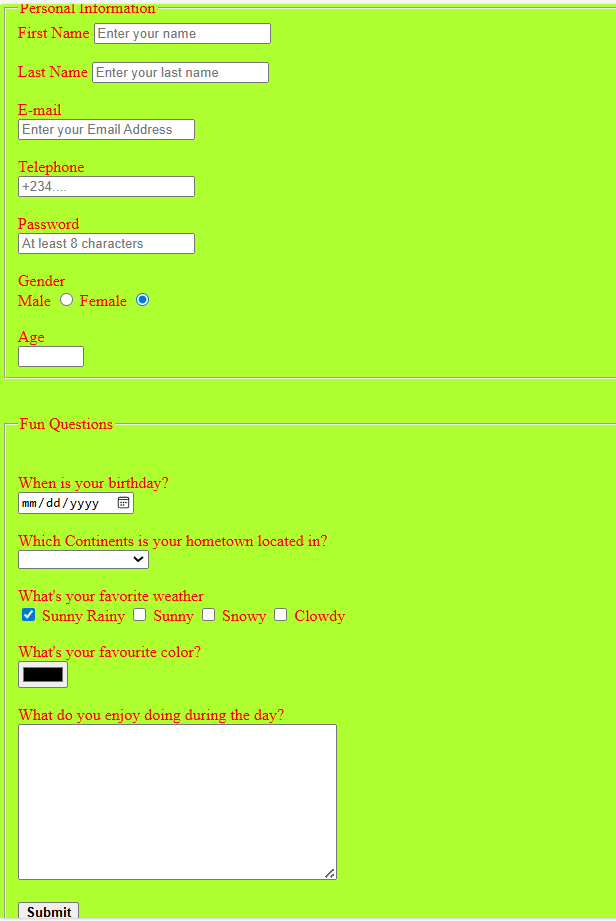 Personal Information
First Name Enter your name
Last Name Enter your last name
E-mail
Enter your Email Address
Telephone
+234....
Password
At least 8 characters
Gender
Male Female
Age
Fun Questions
When is your birthday?
mm/dd/yyyy
Which Continents is your hometown located in?
What's your favorite weather
Sunny Rainy Sunny Snowy Clowdy
What's your favourite color?
What do you enjoy doing during the day?
Submit